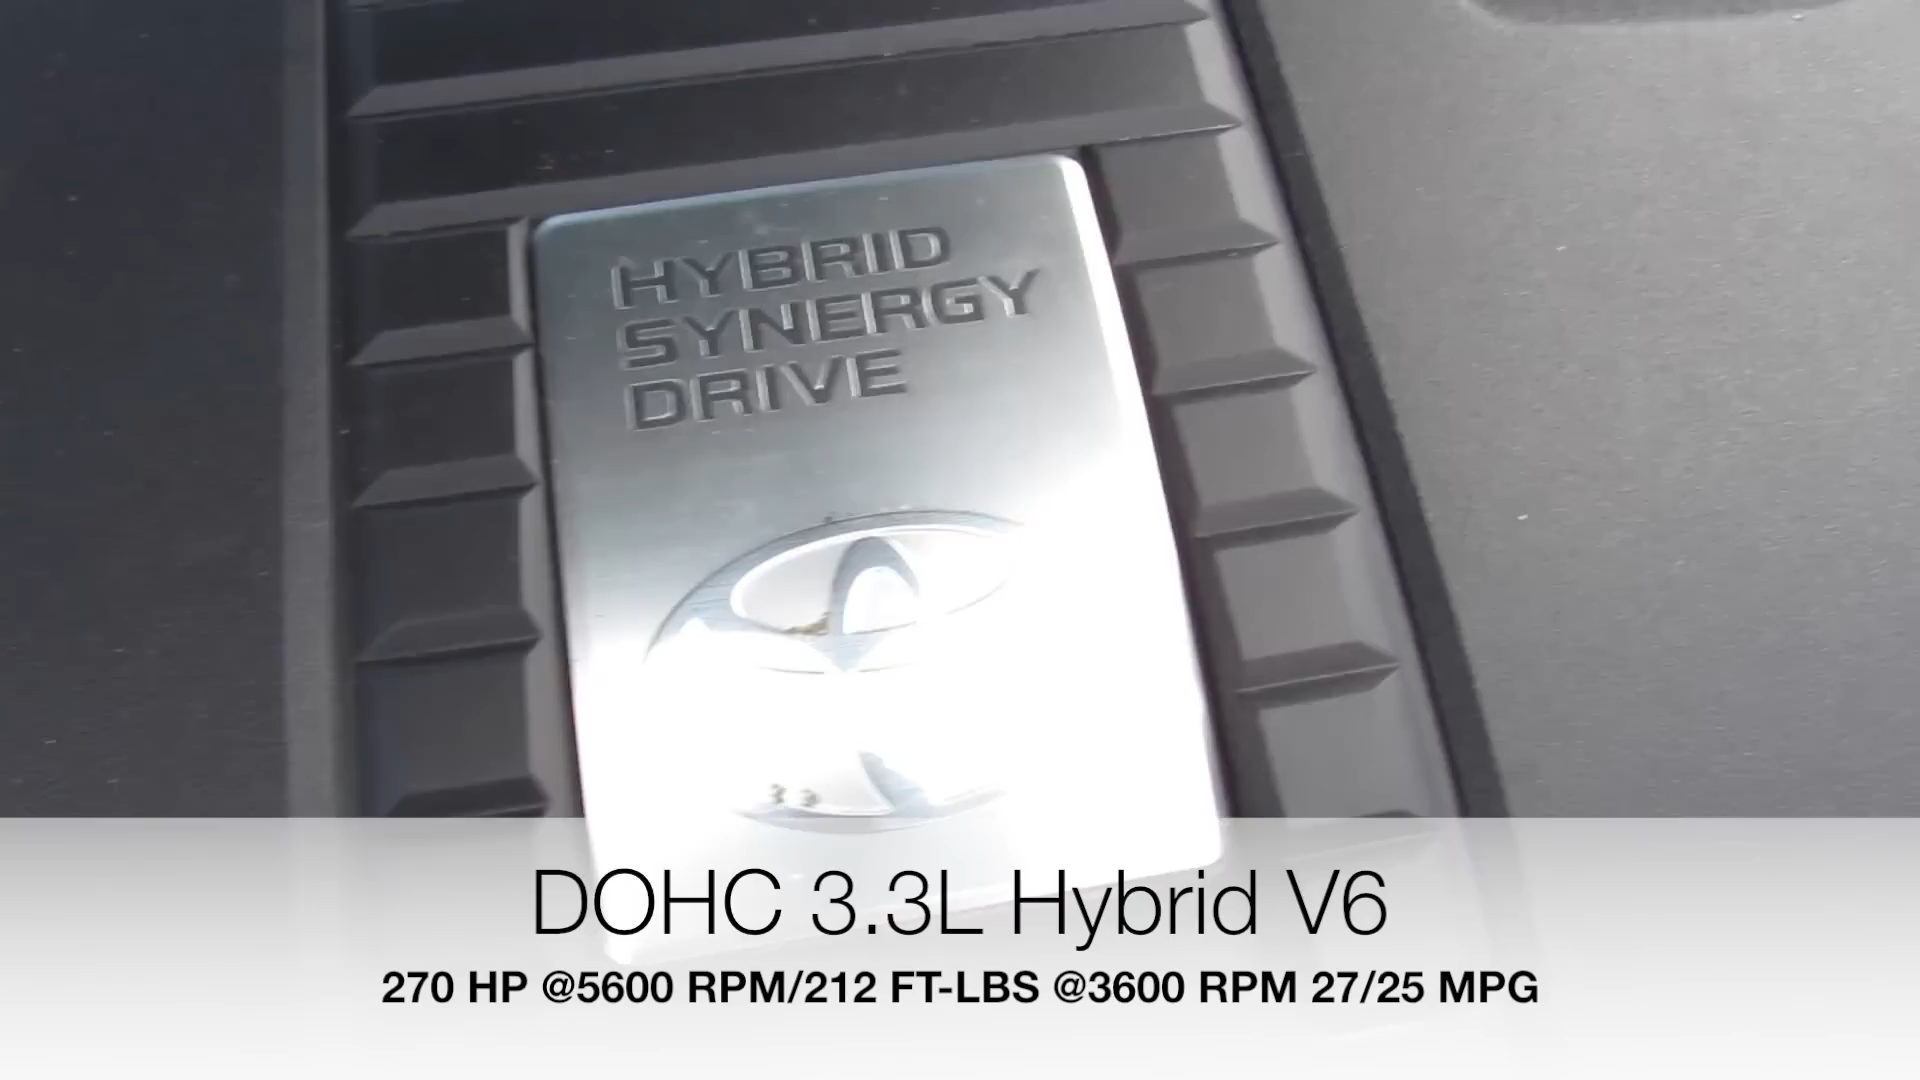 HYBRID
SYNERGY
DRIVE
DOHC 3.3L Hybrid V6
270 HP @5600 RPM/212 FT-LBS @3600 RPM 27/25 MPG